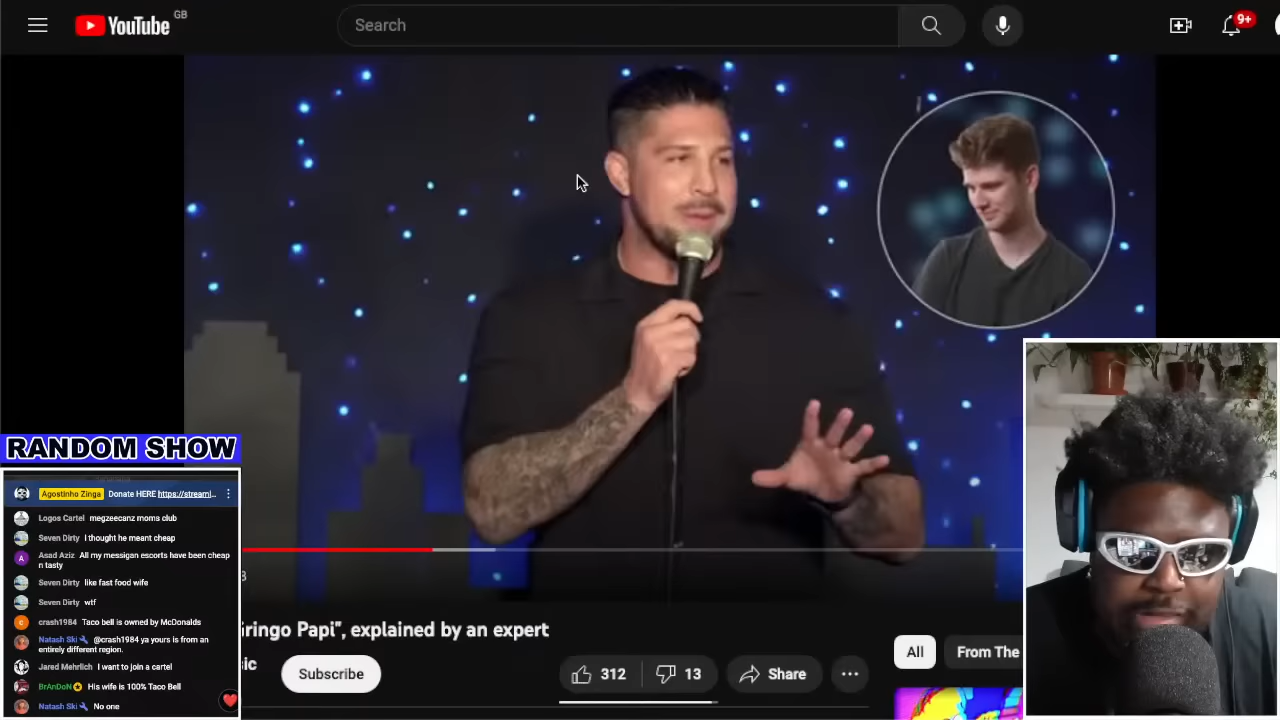 YouTube GB
Search
9+
RANDOM SHOW
Agostinho Zinga Donate HERE https://streaml...
Logos Cartel megzeecanz moms club
Seven Dirty I thought he meant cheap
Asad Aziz All my messigan escorts have been cheap
n tasty
Seven Dirty like fast food wife
Seven Dirty wtf
crash1984 Taco bell is owned by McDonalds
Natash Ski @crash1984 ya yours is from an
entirely different region.
Jared Mehrlich I want to join a cartel
BrAnDoN His wife is 100% Taco Bell
Natash Ski No one
Gringo Papi", explained by an expert
sic
Subscribe
312
13
Share
All
From The